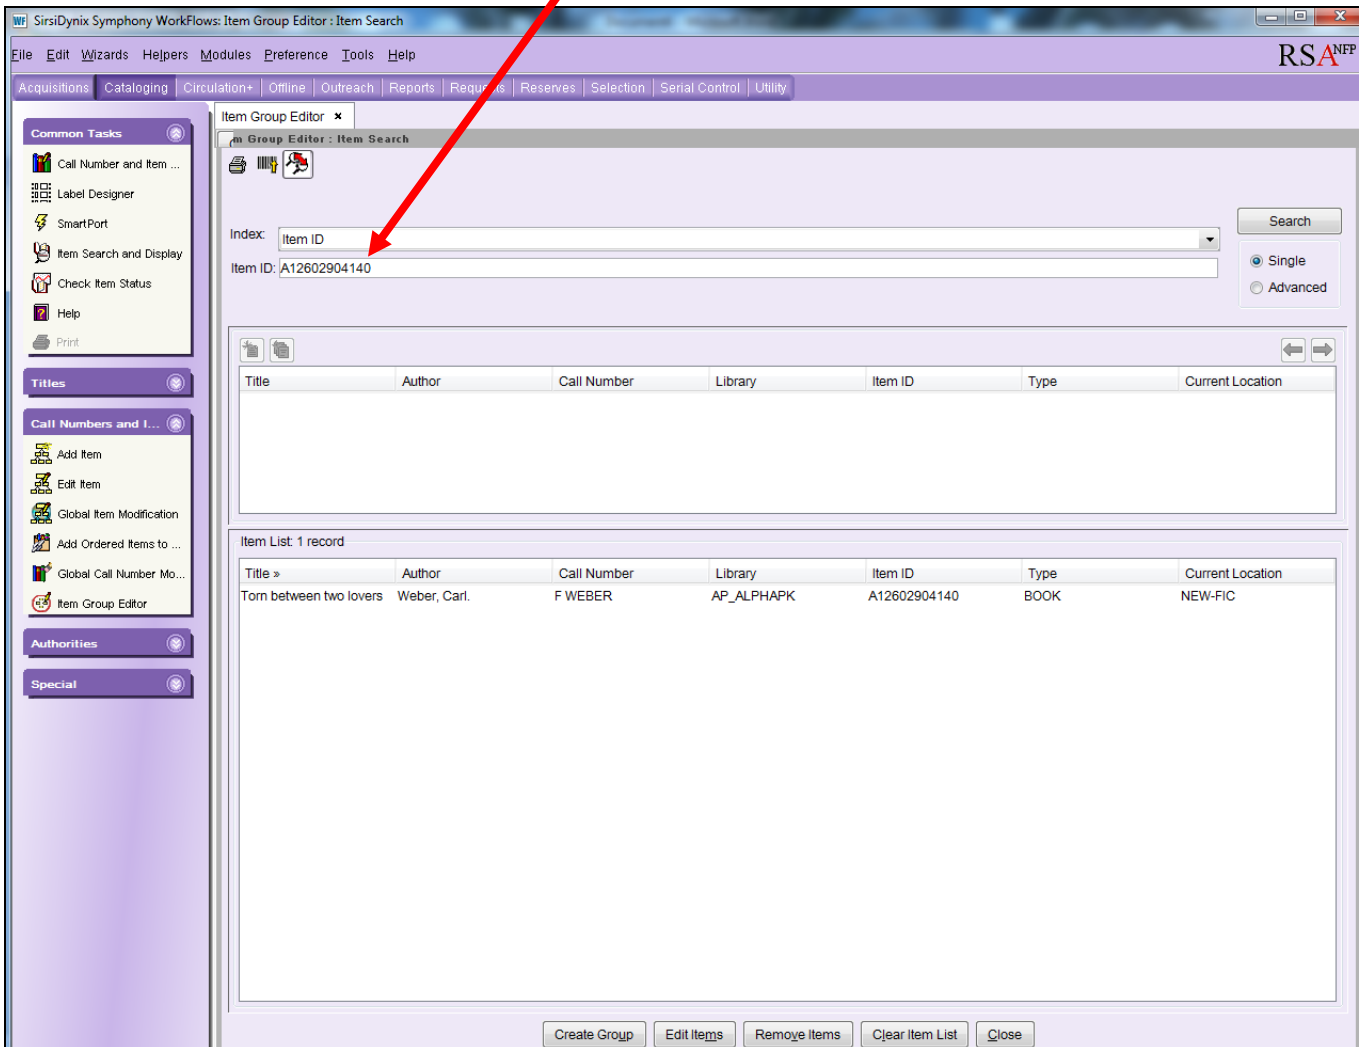 WF SirsiDynix Symphony WorkFlows: Item Group Editor : Item Search
File Edit Wizards Helpers Modules Preference Tools Help
RSA NFP
Acquisitions Cataloging Circulation+ Offline Outreach Reports Requests Reserves Selection Serial Control Utility
Item Group Editor ×
m Group Editor : Item Search
Common Tasks
Call Number and Item ...
Label Designer
SmartPort
Item Search and Display
Check Item Status
Help
Print
Titles
Call Numbers and I...
Add Item
Edit Item
Global Item Modification
Add Ordered Items to ...
Global Call Number Mo...
Item Group Editor
Authorities
Special
Index: Item ID
Search
Item ID: A12602904140
Single
Advanced
Title Author Call Number Library Item ID Type Current Location
Item List: 1 record
Title » Author Call Number Library Item ID Type Current Location
Torn between two lovers Weber, Carl. F WEBER AP_ALPHAPK A12602904140 BOOK NEW-FIC
Create Group Edit Items Remove Items Clear Item List Close